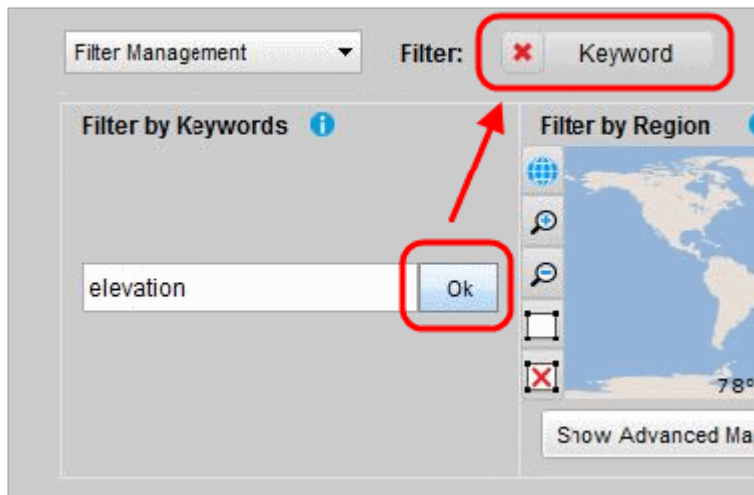 Filter Management
Filter:
Keyword
Filter by Keywords
Filter by Region
elevation
Ok
78°
Show Advanced Ma